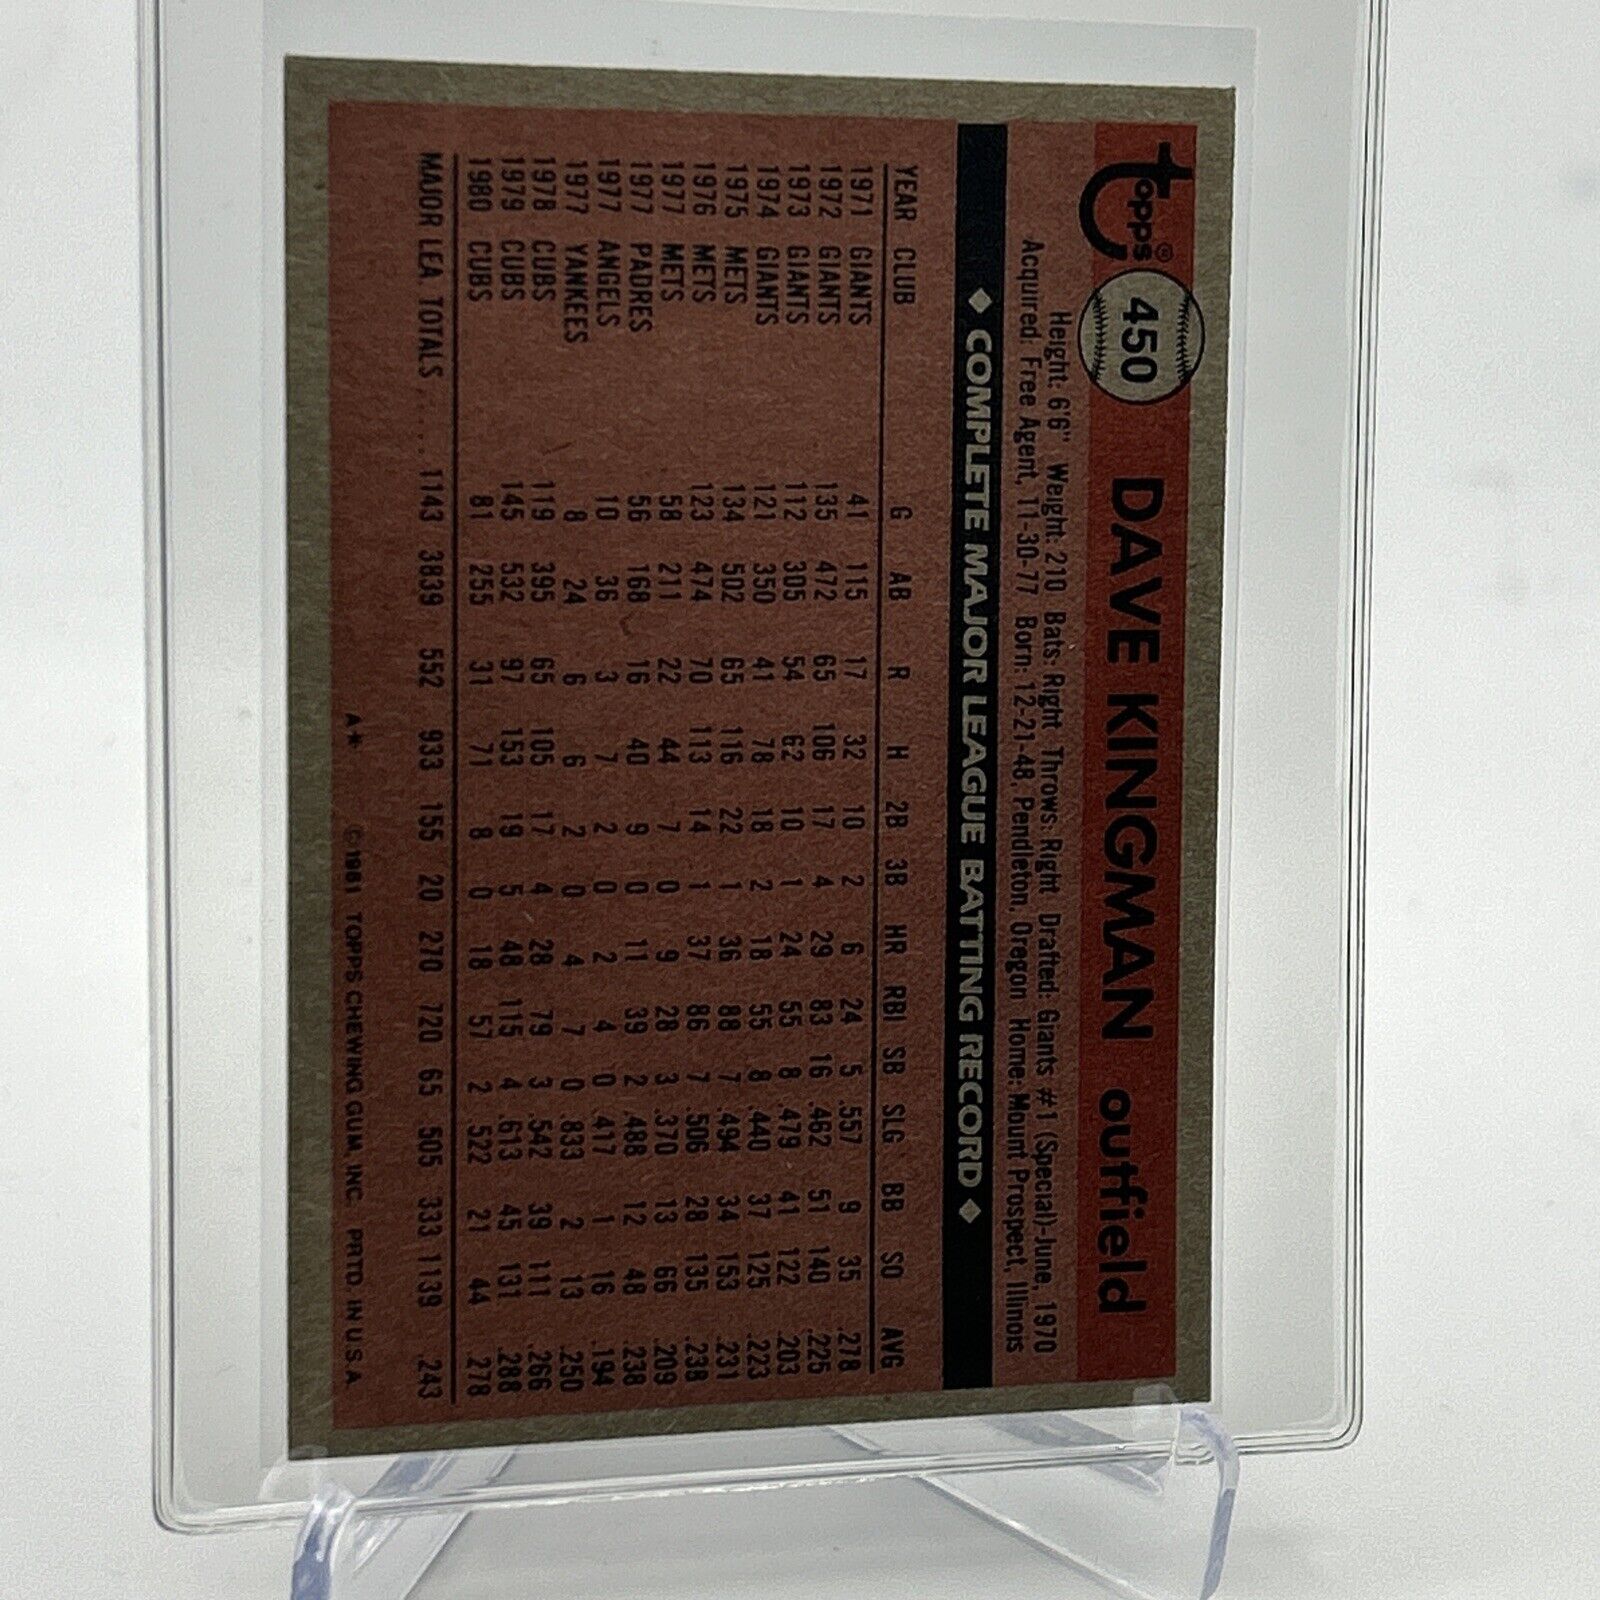 Topps® 450 DAVE KINGMAN outfield
Height: 6'6" Weight: 210 Bats: Right Throws: Right Drafted: Giants #1 (Special)-June, 1970
Acquired: Free Agent, 11-30-77 Born: 12-21-48, Pendleton, Oregon Home: Mount Prospect, Illinois
◆ COMPLETE MAJOR LEAGUE BATTING RECORD ◆
YEAR CLUB G AB R H 2B 3B HR RBI SB SLG BB SO AVG
1971 GIANTS 41 115 17 32 10 2 6 24 5 .557 9 35 .278
1972 GIANTS 135 472 65 106 17 4 29 83 16 .462 51 140 .225
1973 GIANTS 112 305 54 62 10 1 24 55 8 .479 41 122 .203
1974 GIANTS 121 350 41 78 18 2 18 55 8 .440 37 125 .223
1975 METS 134 502 65 116 22 1 36 88 7 .494 34 153 .231
1976 METS 123 474 70 113 14 1 37 86 7 .506 28 135 .238
1977 METS 58 211 22 44 7 0 9 28 3 .370 13 66 .209
1977 PADRES 56 168 16 40 9 0 11 39 2 .488 12 48 .238
1977 ANGELS 10 36 3 7 2 0 2 4 0 .417 1 16 .194
1977 YANKEES 8 24 6 6 2 0 4 7 0 .833 2 13 .250
1978 CUBS 119 395 65 105 17 4 28 79 3 .542 39 111 .266
1979 CUBS 145 532 97 153 19 5 48 115 4 .613 45 131 .288
1980 CUBS 81 255 31 71 8 0 18 57 2 .522 21 44 .278
MAJOR LEA. TOTALS..... 1143 3839 552 933 155 20 270 720 65 .505 333 1139 .243
A* ©1981 TOPPS CHEWING GUM, INC. PRTD. IN U.S.A.